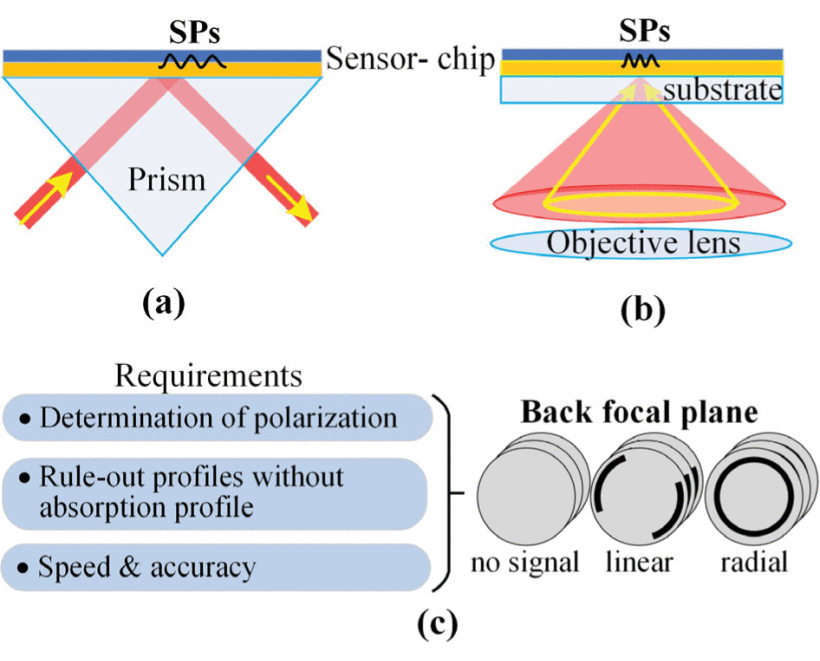 SPs
Sensor- chip
Prism
(a)
SPs
substrate
Objective lens
(b)
Requirements
• Determination of polarization
• Rule-out profiles without
absorption profile
• Speed & accuracy
Back focal plane
no signal
linear
radial
(c)